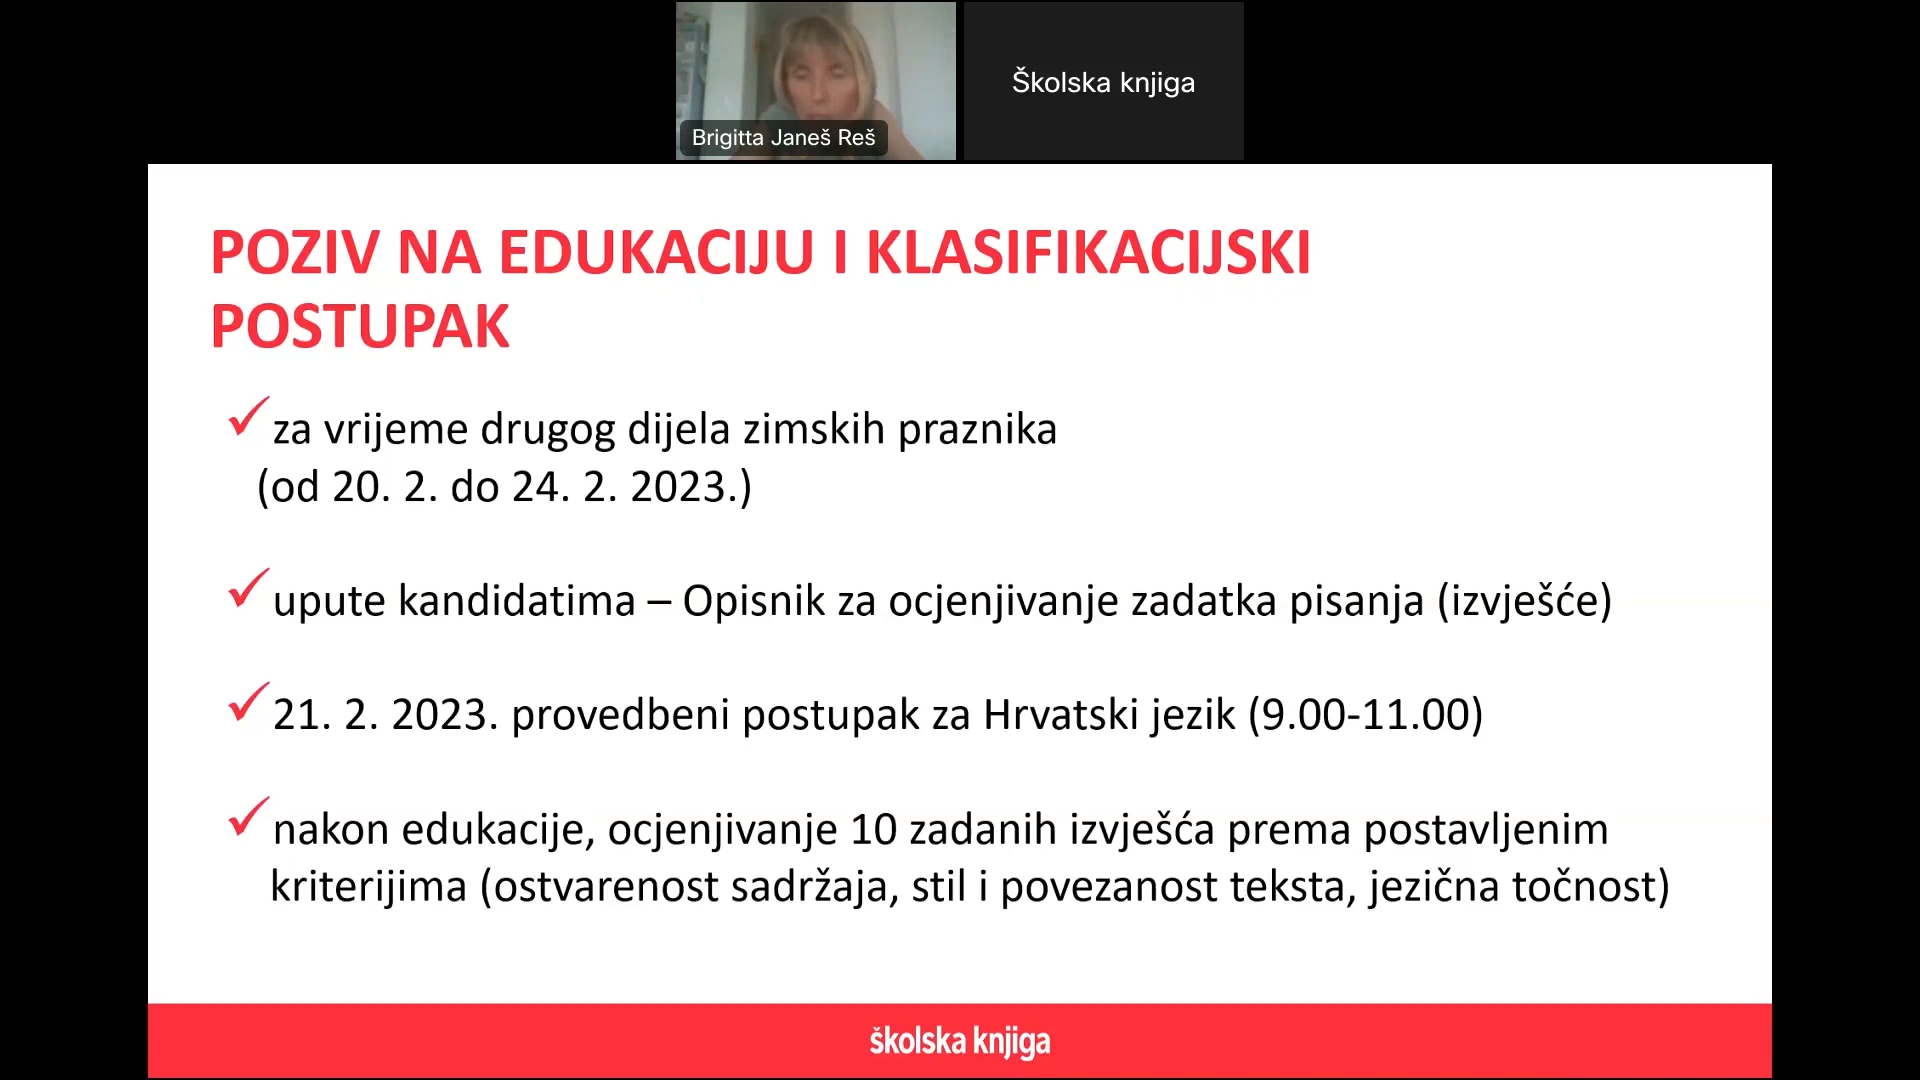 Brigitta Janeš Reš
Školska knjiga
POZIV NA EDUKACIJU I KLASIFIKACIJSKI
POSTUPAK
za vrijeme drugog dijela zimskih praznika
(od 20. 2. do 24. 2. 2023.)
upute kandidatima – Opisnik za ocjenjivanje zadatka pisanja (izvješće)
21. 2. 2023. provedbeni postupak za Hrvatski jezik (9.00-11.00)
nakon edukacije, ocjenjivanje 10 zadanih izvješća prema postavljenim
kriterijima (ostvarenost sadržaja, stil i povezanost teksta, jezična točnost)
školska knjiga